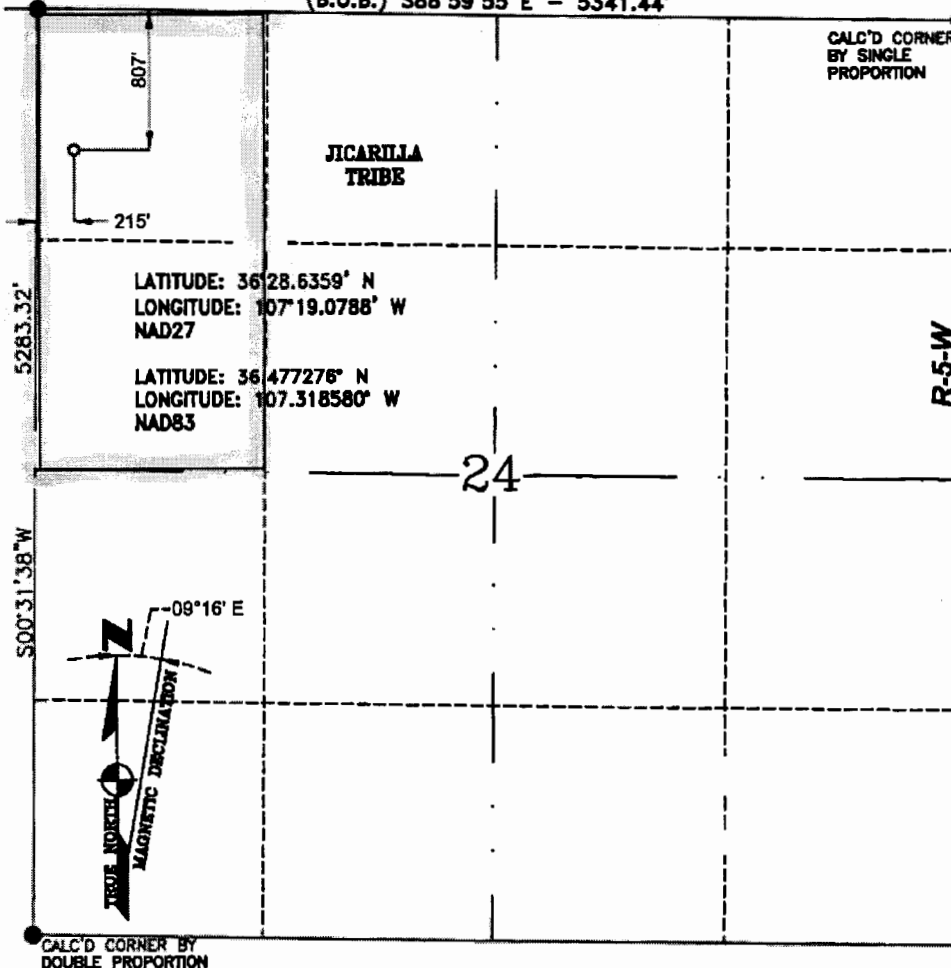 (B.O.B.) S88°59'55"E - 5341.44'
CALC'D CORNER
BY SINGLE
PROPORTION
807'
JICARILLA
TRIBE
215'
LATITUDE: 36°28.6359' N
LONGITUDE: 107°19.0788' W
NAD27
5283.32'
LATITUDE: 36.477276° N
LONGITUDE: 107.318580° W
NAD83
R-5-W
24
S00°31'38"W
09°16' E
N
MAGNETIC DECLINATION
TRUE NORTH
CALC'D CORNER BY
DOUBLE PROPORTION